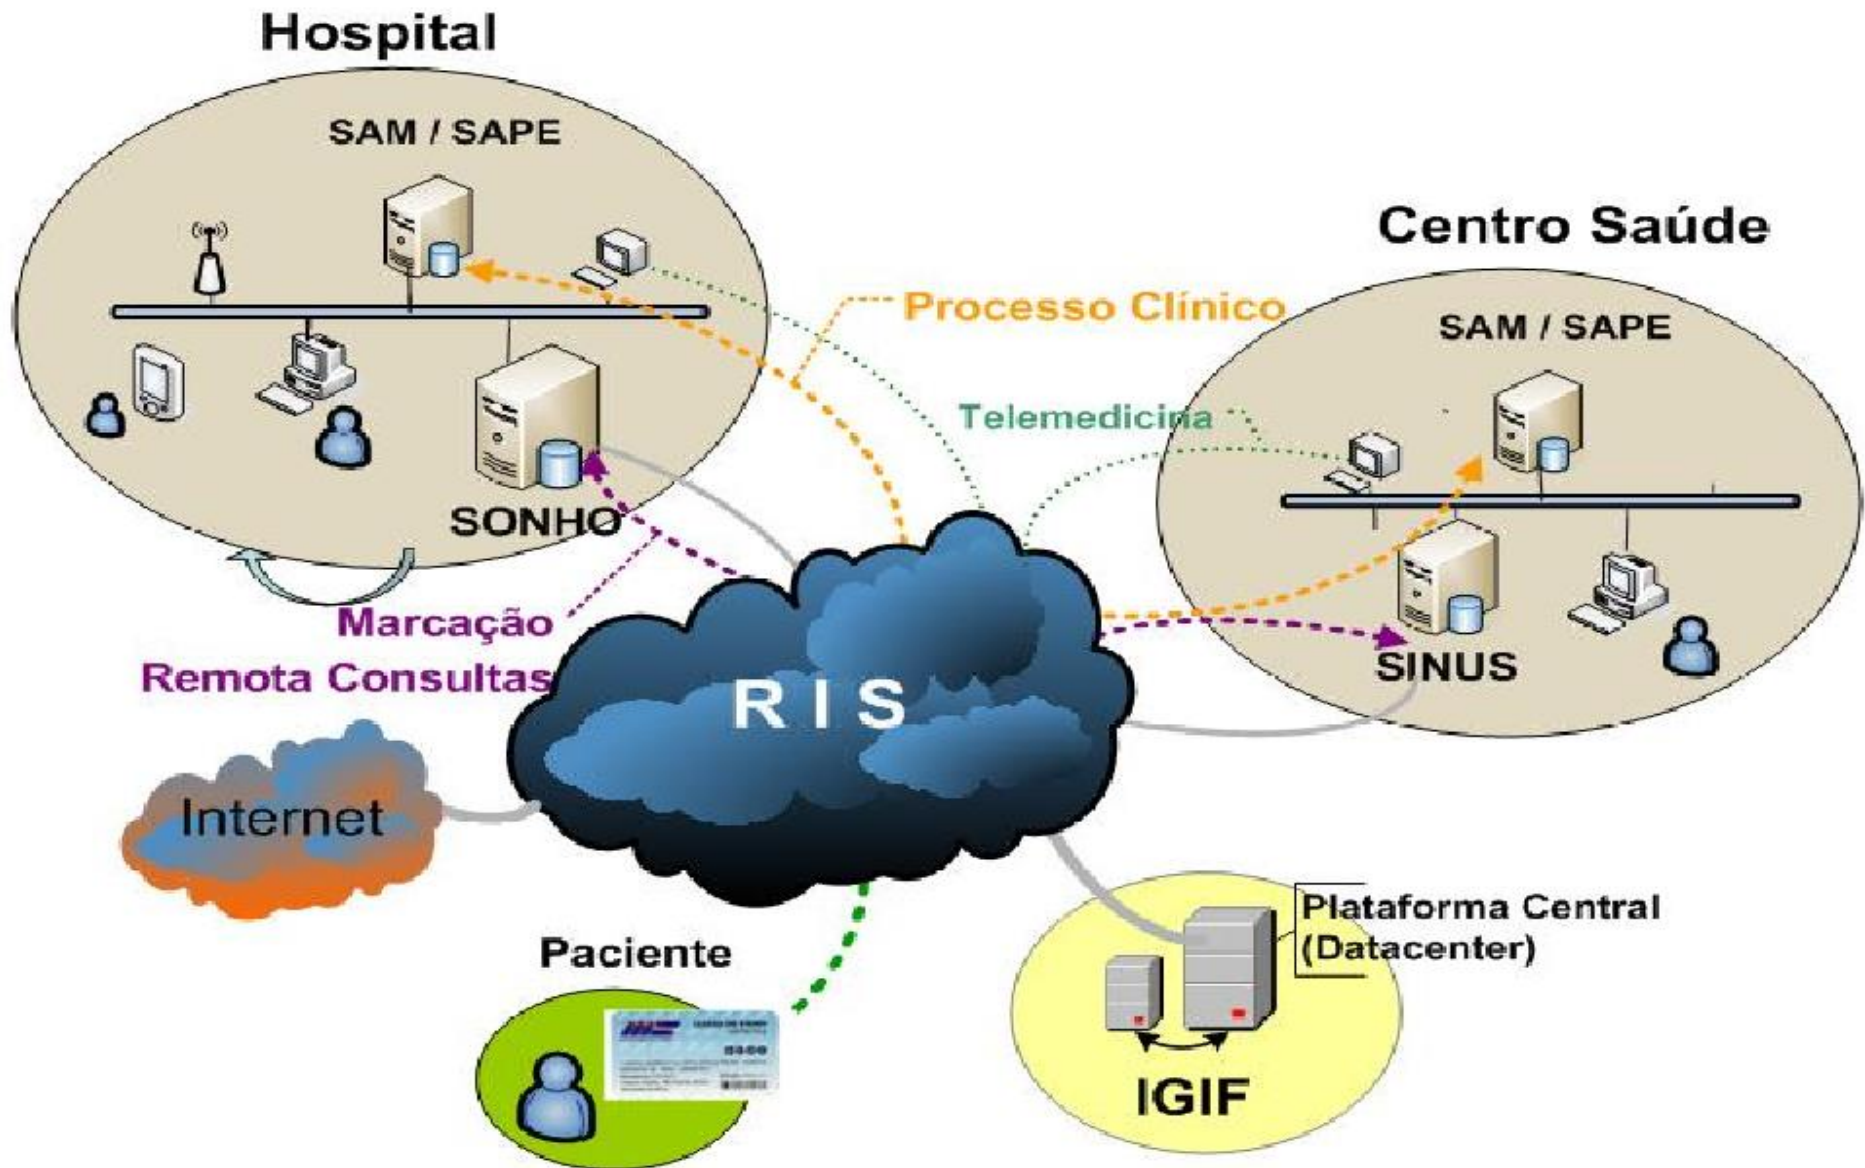 Hospital
SAM / SAPE
Centro Saúde
Processo Clínico
SAM / SAPE
Telemedicina
SONHO
Marcação
Remota Consultas
SINUS
R I S
Internet
Plataforma Central
(Datacenter)
Paciente
IGIF